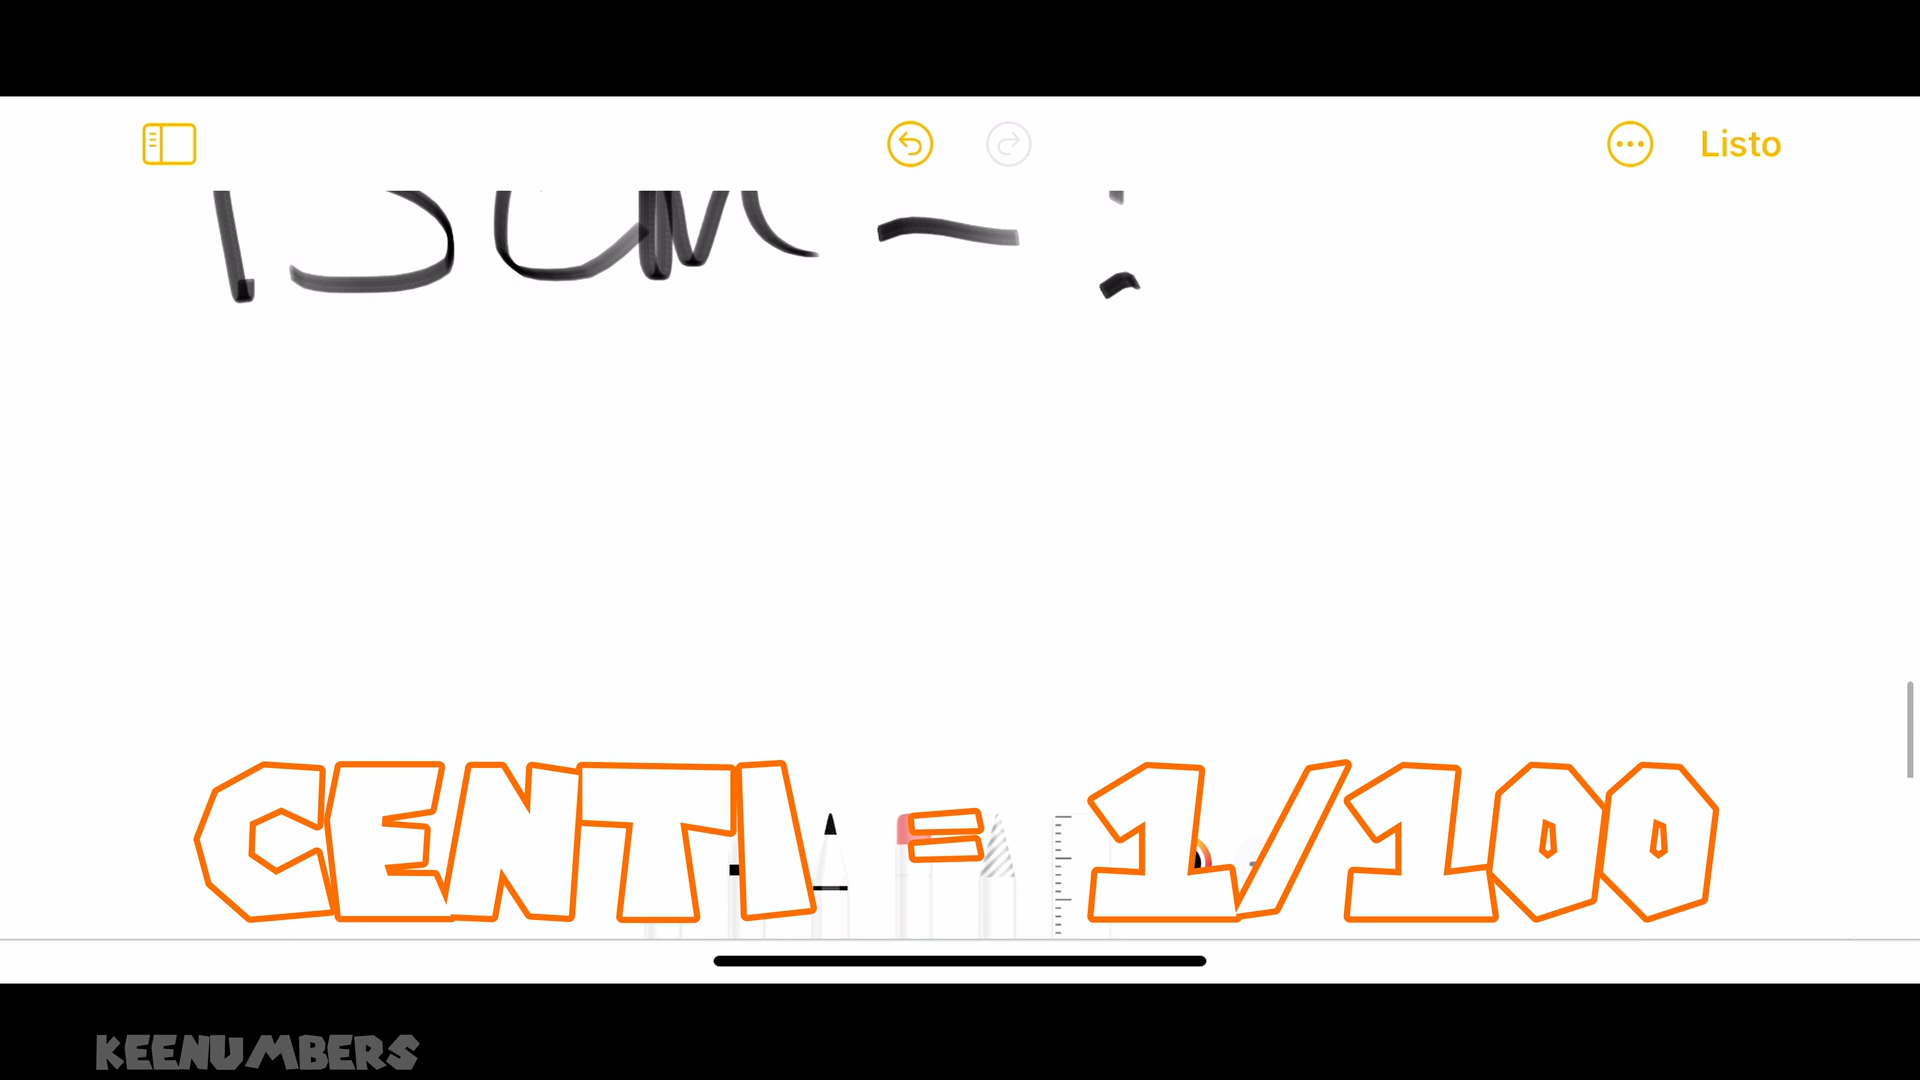 Listo
CENTI = 1/100
KEENUMBERS